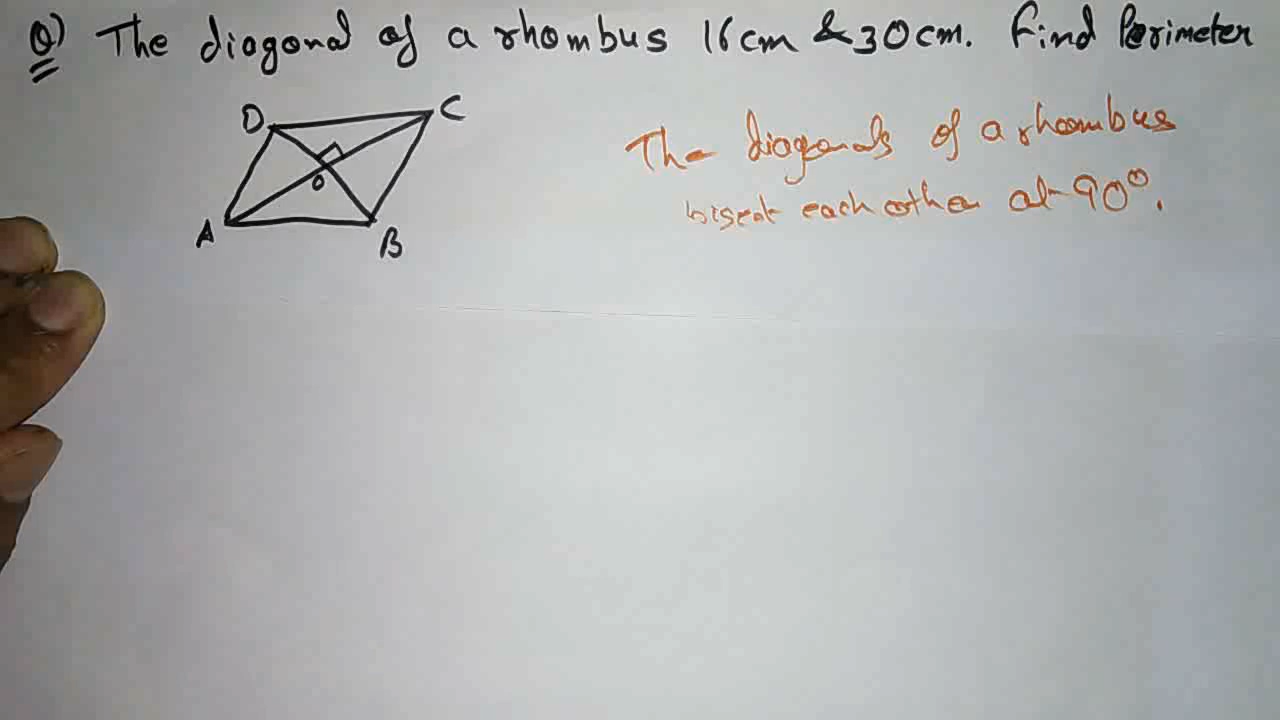 Q) The diagonal of a rhombus 16cm & 30cm. Find Perimeter
D C
The diagonals of a rhombus
bisect each other at 90°.
O
A B